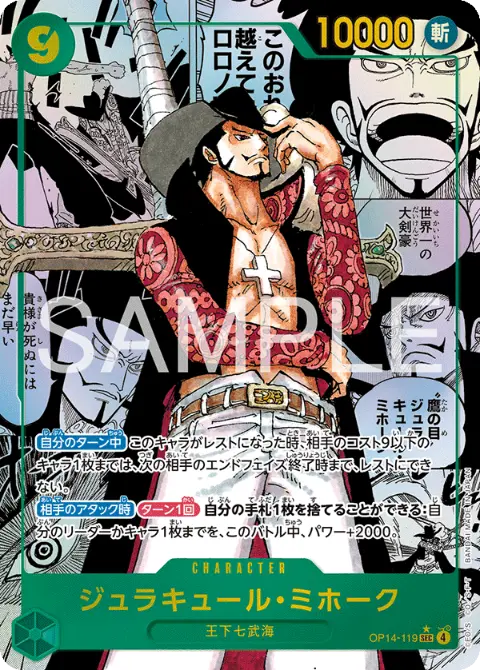 9
10000
斬
このおれ
越えて
ロロノ
世界一の
大剣豪
貴様が死ぬには
まだ早い
“鷹の目”
ジュラ
キュール・
ミホーク
SAMPLE
自分のターン中 このキャラがレストになった時、相手のコスト9以下の
キャラ1枚までは、次の相手のエンドフェイズ終了時まで、レストにでき
ない。
相手のアタック時 ターン1回 自分の手札1枚を捨てることができる:自
分のリーダーかキャラ1枚までを、このバトル中、パワー+2000。
CHARACTER
ジュラキュール・ミホーク
王下七武海
OP14-119 SEC 4